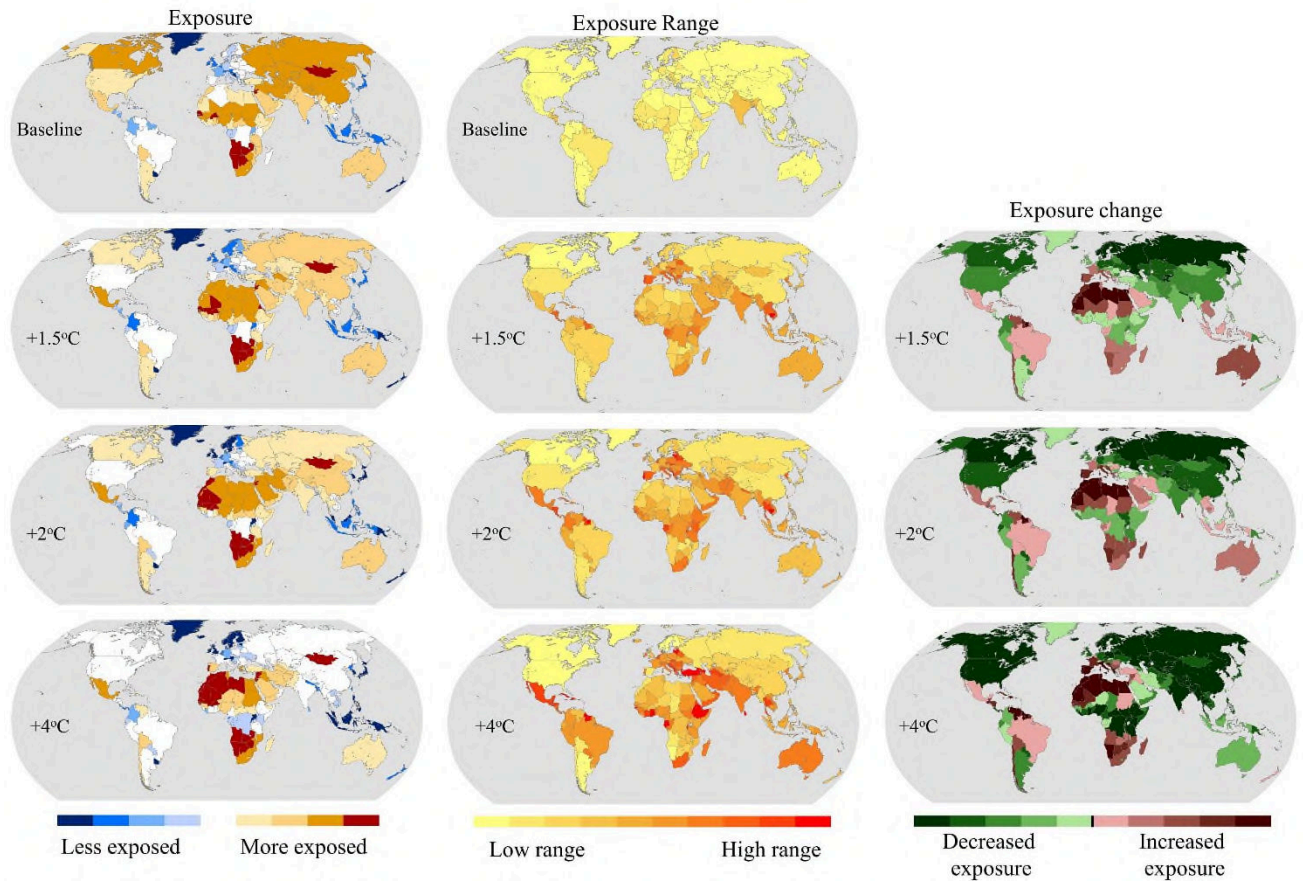 Exposure
Exposure Range
Baseline
Baseline
Exposure change
+1.5°C
+1.5°C
+1.5°C
+2°C
+2°C
+2°C
+4°C
+4°C
+4°C
Less exposed
More exposed
Low range
High range
Decreased
exposure
Increased
exposure